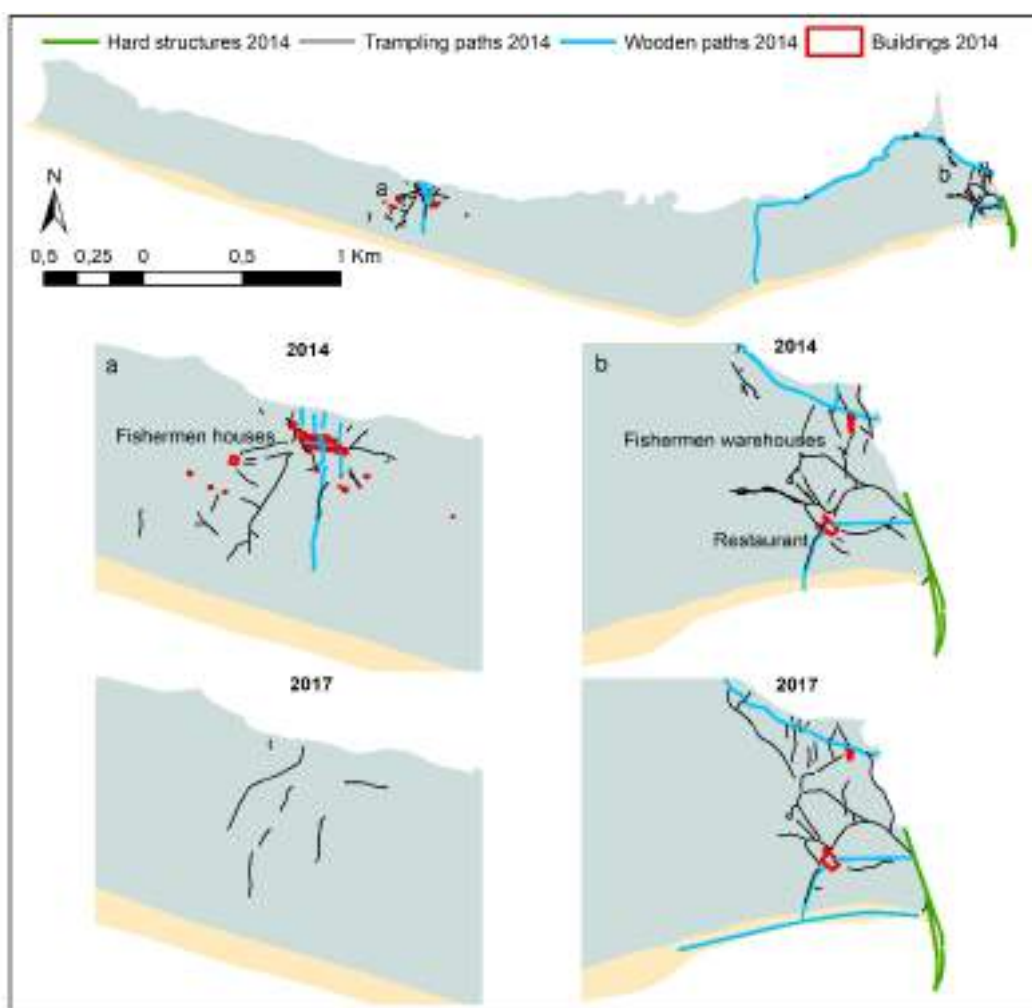 Hard structures 2014 Trampling paths 2014 Wooden paths 2014 Buildings 2014
a
b
N
0,5 0,25 0 0,5 1 Km
2014
a
Fishermen houses
2014
b
Fishermen warehouses
Restaurant
2017
2017